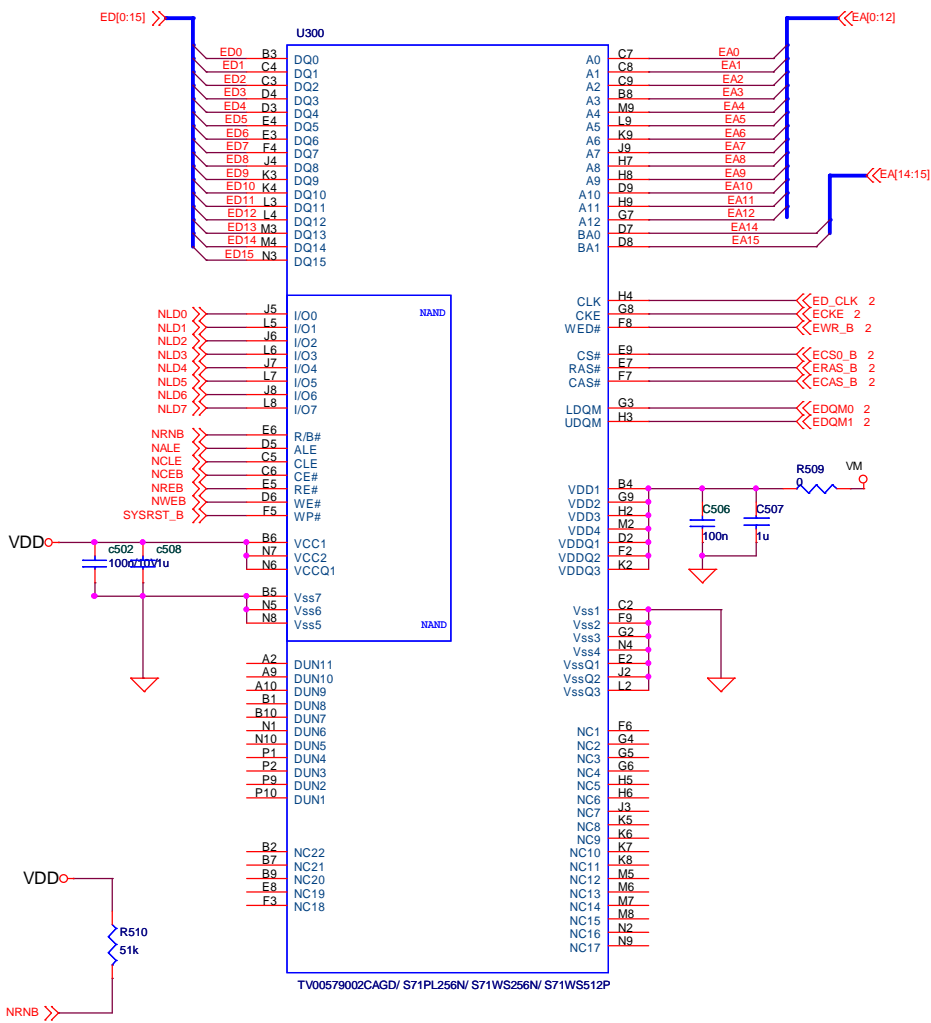 ED[0:15]
EA[0:12]
U300
ED0 B3 DQ0 A0 C7 EA0
ED1 C4 DQ1 A1 C8 EA1
ED2 C3 DQ2 A2 C9 EA2
ED3 D4 DQ3 A3 B8 EA3
ED4 D3 DQ4 A4 M9 EA4
ED5 E4 DQ5 A5 L9 EA5
ED6 E3 DQ6 A6 K9 EA6
ED7 F4 DQ7 A7 J9 EA7
ED8 J4 DQ8 A8 H7 EA8
ED9 K3 DQ9 A9 H8 EA9
EA[14:15]
ED10 K4 DQ10 A10 D9 EA10
ED11 L3 DQ11 A11 H9 EA11
ED12 L4 DQ12 A12 G7 EA12
ED13 M3 DQ13 BA0 D7 EA14
ED14 M4 DQ14 BA1 D8 EA15
ED15 N3 DQ15
CLK H4 ED_CLK 2
CKE G8 ECKE 2
WED# F8 EWR_B 2
CS# E9 ECS0_B 2
RAS# E7 ERAS_B 2
CAS# F7 ECAS_B 2
LDQM G3 EDQM0 2
UDQM H3 EDQM1 2
NAND
NLD0 J5 I/O0
NLD1 L5 I/O1
NLD2 J6 I/O2
NLD3 L6 I/O3
NLD4 J7 I/O4
NLD5 L7 I/O5
NLD6 J8 I/O6
NLD7 L8 I/O7
NRNB E6 R/B#
NALE D5 ALE
NCLE C5 CLE
NCEB C6 CE#
NREB E5 RE#
NWEB D6 WE#
SYSRST_B F5 WP#
VDD
B6 VCC1
N7 VCC2
N6 VCCQ1
c502
100n/10V
c508
1u
B5 Vss7
N5 Vss6
N8 Vss5
NAND
VDD1 B4
VDD2 G9
VDD3 H2
VDD4 M2
VDDQ1 D2
VDDQ2 F2
VDDQ3 K2
R509
0
VM
C506
100n
C507
1u
Vss1 C2
Vss2 F9
Vss3 G2
Vss4 N4
VssQ1 E2
VssQ2 J2
VssQ3 L2
A2 DUN11
A9 DUN10
A10 DUN9
B1 DUN8
B10 DUN7
N1 DUN6
N10 DUN5
P1 DUN4
P2 DUN3
P9 DUN2
P10 DUN1
NC1 F6
NC2 G4
NC3 G5
NC4 G6
NC5 H5
NC6 H6
NC7 J3
NC8 K5
NC9 K6
NC10 K7
NC11 K8
NC12 M5
NC13 M6
NC14 M7
NC15 M8
NC16 N2
NC17 N9
B2 NC22
B7 NC21
B9 NC20
E8 NC19
F3 NC18
VDD
R510
51k
NRNB
TV00579002CAGD/ S71PL256N/ S71WS256N/ S71WS512P